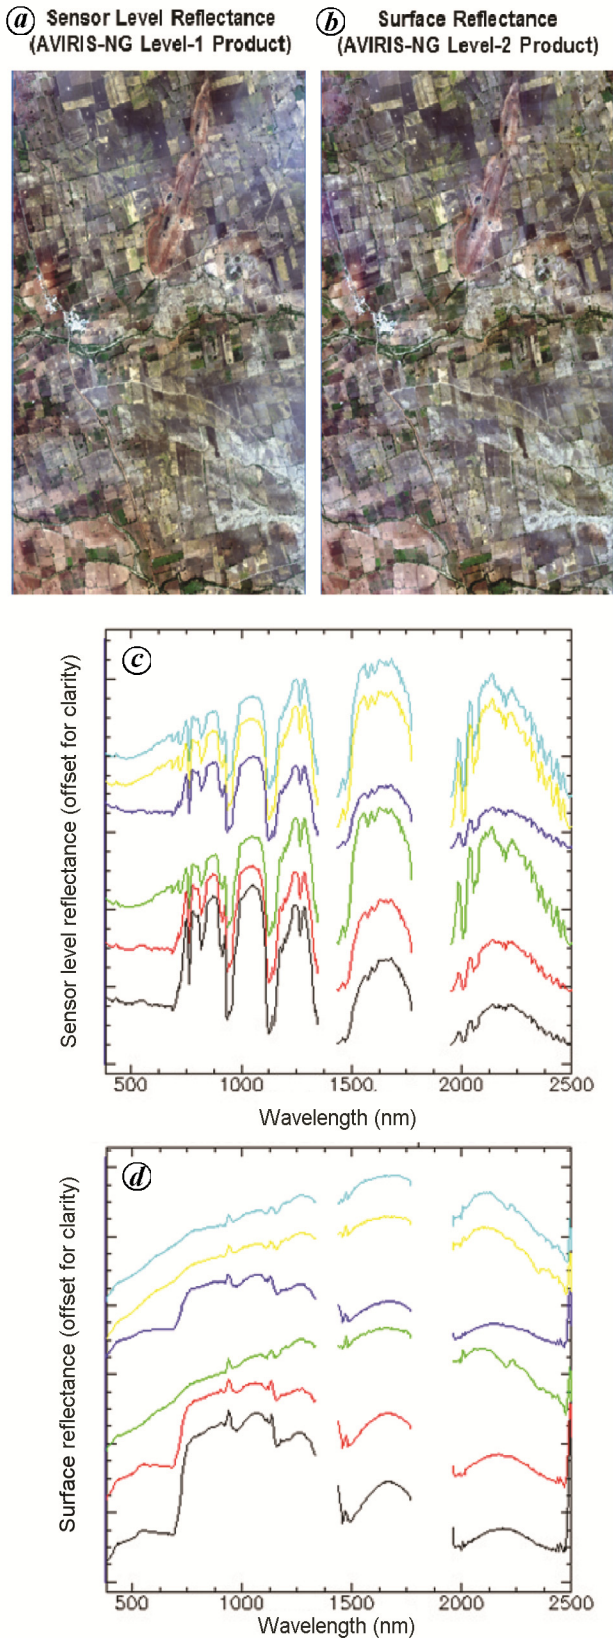 a Sensor Level Reflectance
(AVIRIS-NG Level-1 Product)
b Surface Reflectance
(AVIRIS-NG Level-2 Product)
c
Sensor level reflectance (offset for clarity)
500 1000 1500. 2000 2500
Wavelength (nm)
d
Surface reflectance (offset for clarity)
500 1000 1500 2000 2500
Wavelength (nm)